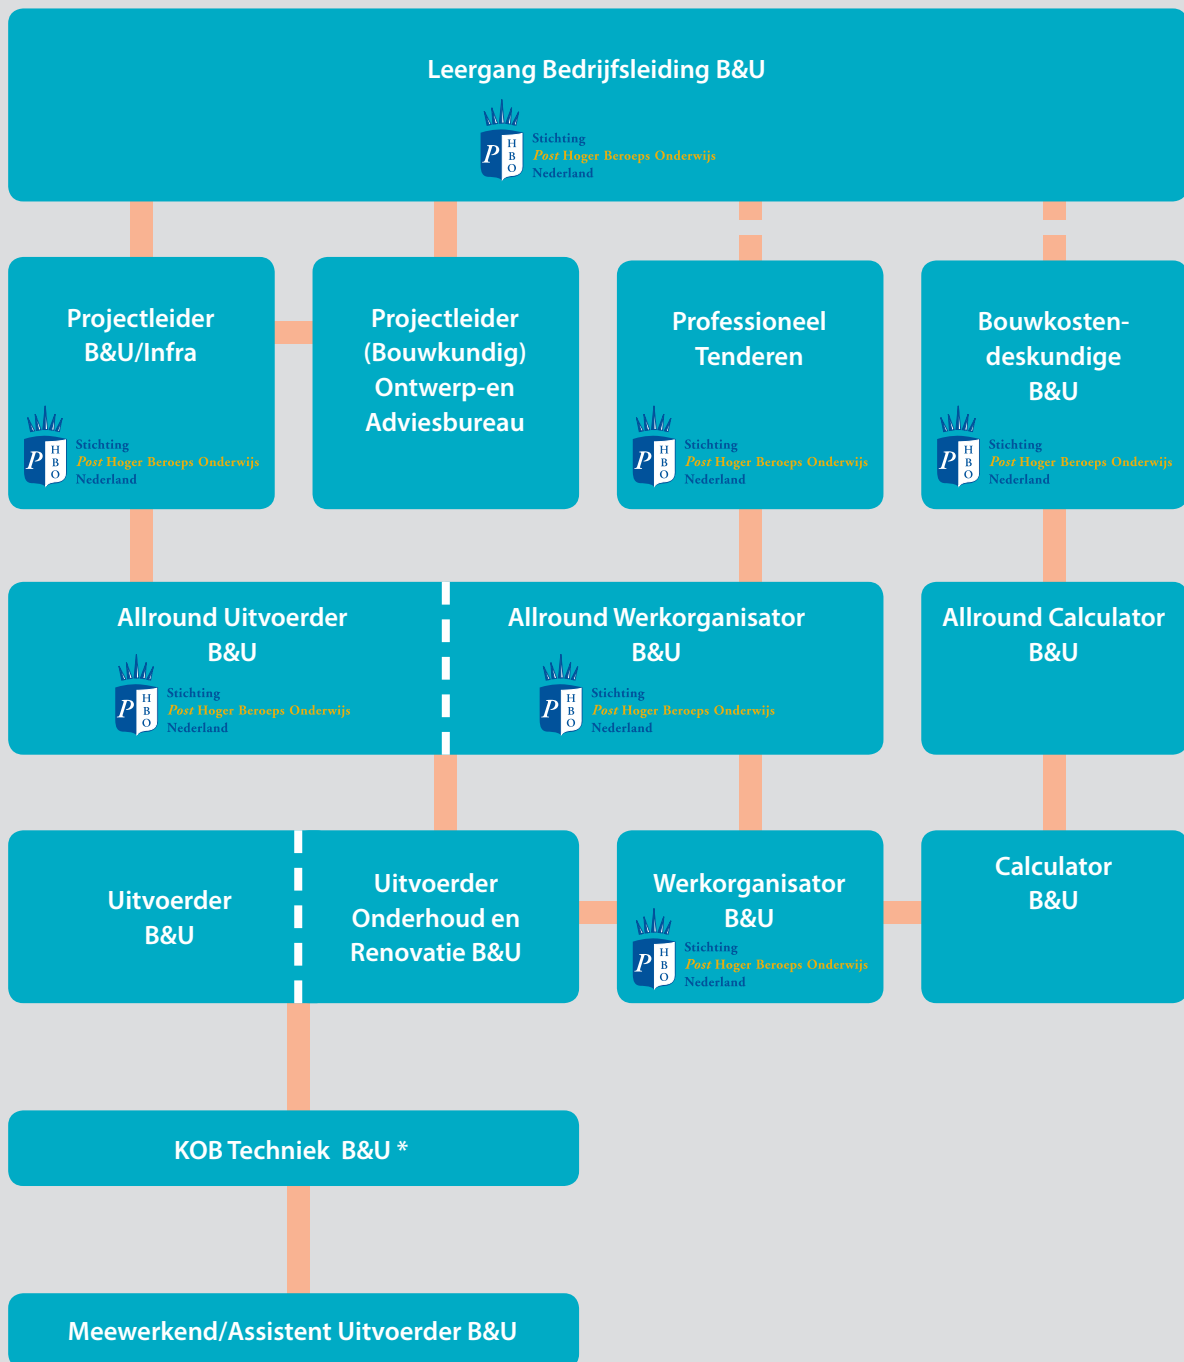 Leergang Bedrijfsleiding B&U
P
H
B
O
Stichting
Post Hoger Beroeps Onderwijs
Nederland
Projectleider
B&U/Infra
P
H
B
O
Stichting
Post Hoger Beroeps Onderwijs
Nederland
Projectleider
(Bouwkundig)
Ontwerp-en
Adviesbureau
Professioneel
Tenderen
P
H
B
O
Stichting
Post Hoger Beroeps Onderwijs
Nederland
Bouwkosten-
deskundige
B&U
P
H
B
O
Stichting
Post Hoger Beroeps Onderwijs
Nederland
Allround Uitvoerder
B&U
P
H
B
O
Stichting
Post Hoger Beroeps Onderwijs
Nederland
Allround Werkorganisator
B&U
P
H
B
O
Stichting
Post Hoger Beroeps Onderwijs
Nederland
Allround Calculator
B&U
Uitvoerder
B&U
Uitvoerder
Onderhoud en
Renovatie B&U
Werkorganisator
B&U
P
H
B
O
Stichting
Post Hoger Beroeps Onderwijs
Nederland
Calculator
B&U
KOB Techniek B&U *
Meewerkend/Assistent Uitvoerder B&U